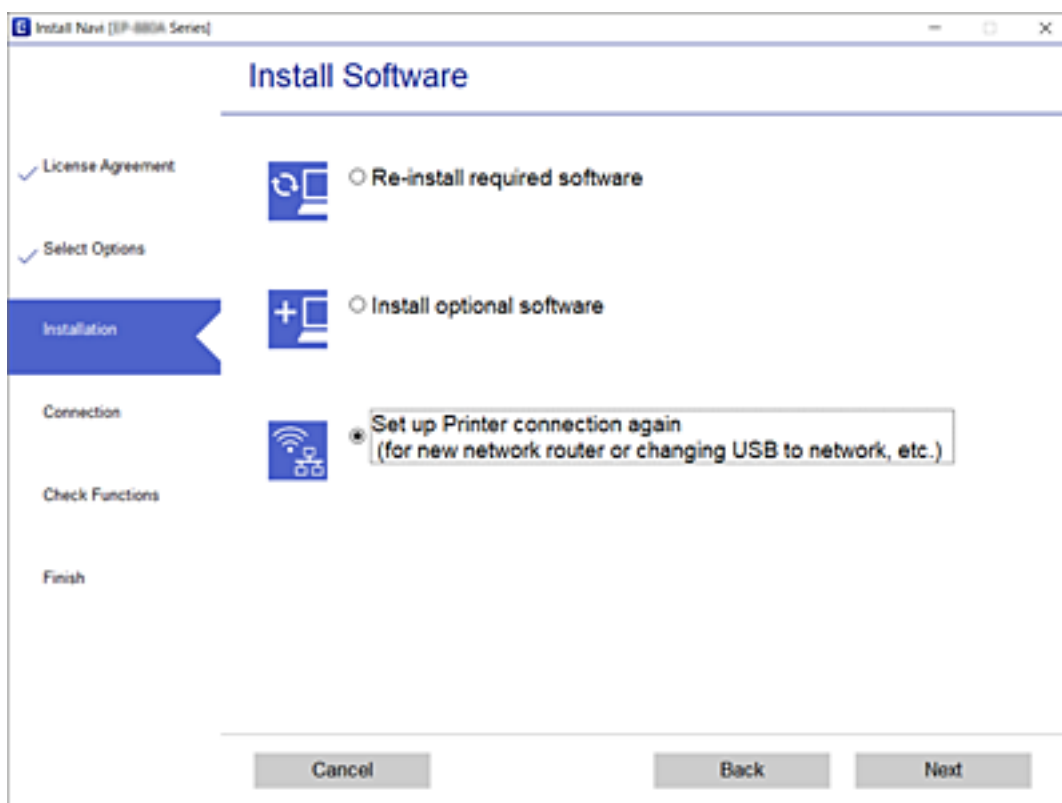 Install Navi [ Series]
Install Software
License Agreement
Select Options
Installation
Connection
Check Functions
Finish
Re-install required software
Install optional software
Set up Printer connection again
(for new network router or changing USB to network, etc.)
Cancel
Back
Next